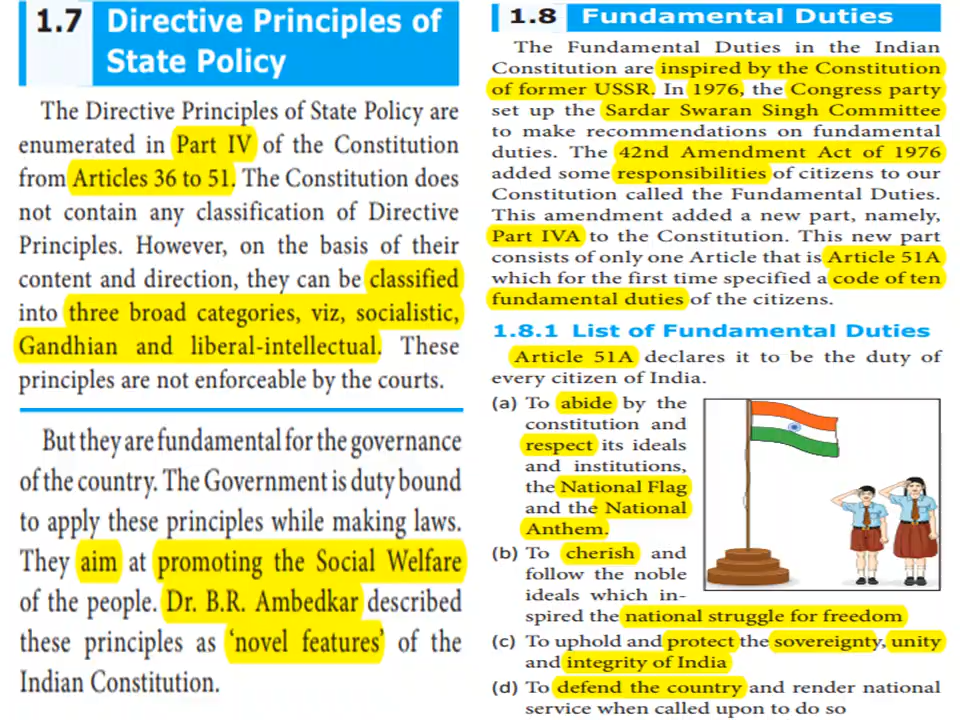 1.7 Directive Principles of
State Policy
The Directive Principles of State Policy are
enumerated in Part IV of the Constitution
from Articles 36 to 51. The Constitution does
not contain any classification of Directive
Principles. However, on the basis of their
content and direction, they can be classified
into three broad categories, viz, socialistic,
Gandhian and liberal-intellectual. These
principles are not enforceable by the courts.
But they are fundamental for the governance
of the country. The Government is duty bound
to apply these principles while making laws.
They aim at promoting the Social Welfare
of the people. Dr. B.R. Ambedkar described
these principles as ‘novel features’ of the
Indian Constitution.
1.8 Fundamental Duties
The Fundamental Duties in the Indian
Constitution are inspired by the Constitution
of former USSR. In 1976, the Congress party
set up the Sardar Swaran Singh Committee
to make recommendations on fundamental
duties. The 42nd Amendment Act of 1976
added some responsibilities of citizens to our
Constitution called the Fundamental Duties.
This amendment added a new part, namely,
Part IVA to the Constitution. This new part
consists of only one Article that is Article 51A
which for the first time specified a code of ten
fundamental duties of the citizens.
1.8.1 List of Fundamental Duties
Article 51A declares it to be the duty of
every citizen of India.
(a) To abide by the
constitution and
respect its ideals
and institutions,
the National Flag
and the National
Anthem.
(b) To cherish and
follow the noble
ideals which in-
spired the national struggle for freedom
(c) To uphold and protect the sovereignty, unity
and integrity of India
(d) To defend the country and render national
service when called upon to do so